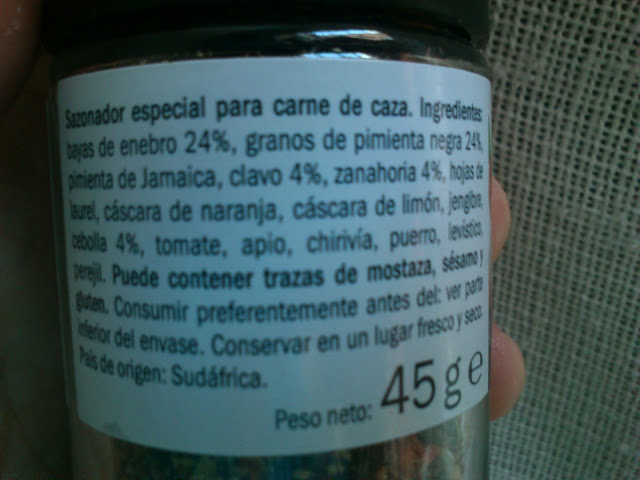 Sazonador especial para carne de caza. Ingredientes:
bayas de enebro 24%, granos de pimienta negra 24%,
pimienta de Jamaica, clavo 4%, zanahoria 4%, hojas de
laurel, cáscara de naranja, cáscara de limón, jengibre,
cebolla 4%, tomate, apio, chirivía, puerro, levístico,
perejil. Puede contener trazas de mostaza, sésamo y
gluten. Consumir preferentemente antes del: ver parte
inferior del envase. Conservar en un lugar fresco y seco.
País de origen: Sudáfrica.
Peso neto: 45 g e